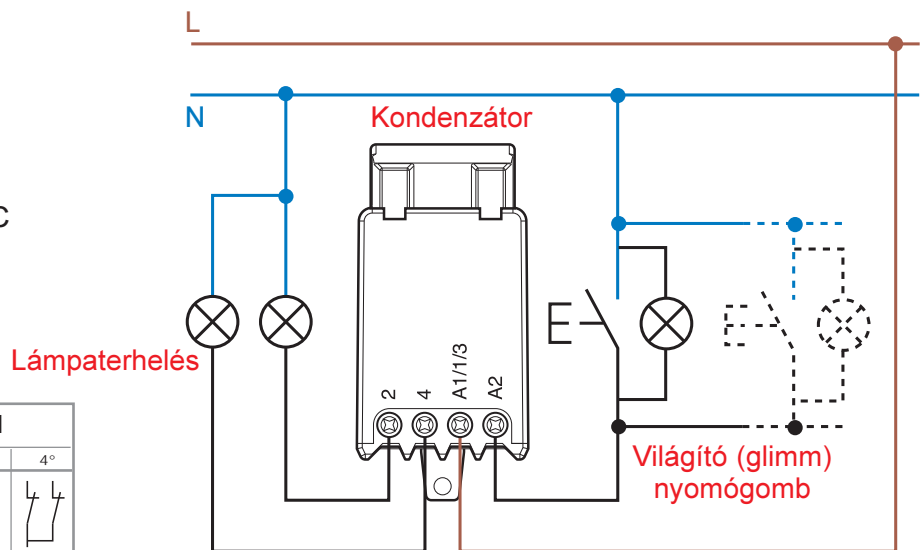 L
N
Kondenzátor
C
Lámpaterhelés
2
4
A1/1/3
A2
4°
Világító (glimm)
nyomógomb